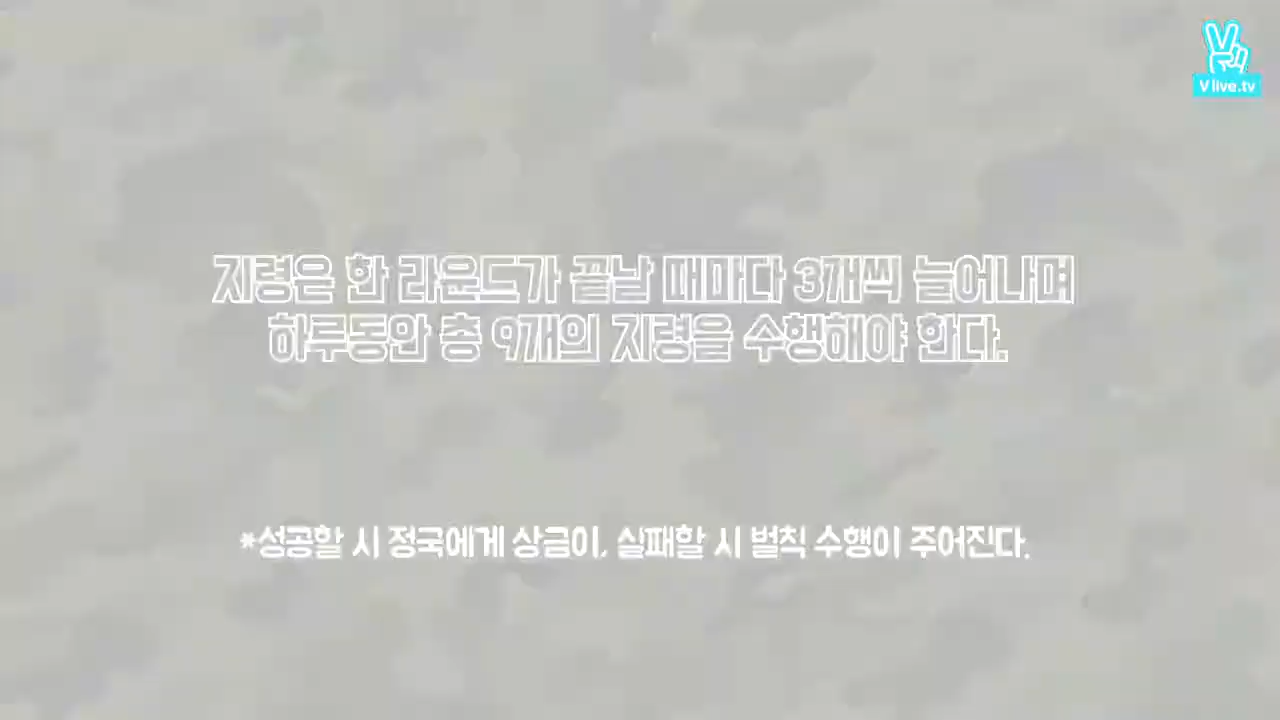 V live.tv
지령은 한 라운드가 끝날 때마다 3개씩 늘어나며
하루동안 총 9개의 지령을 수행해야 한다.
*성공할 시 정국에게 상금이, 실패할 시 벌칙 수행이 주어진다.